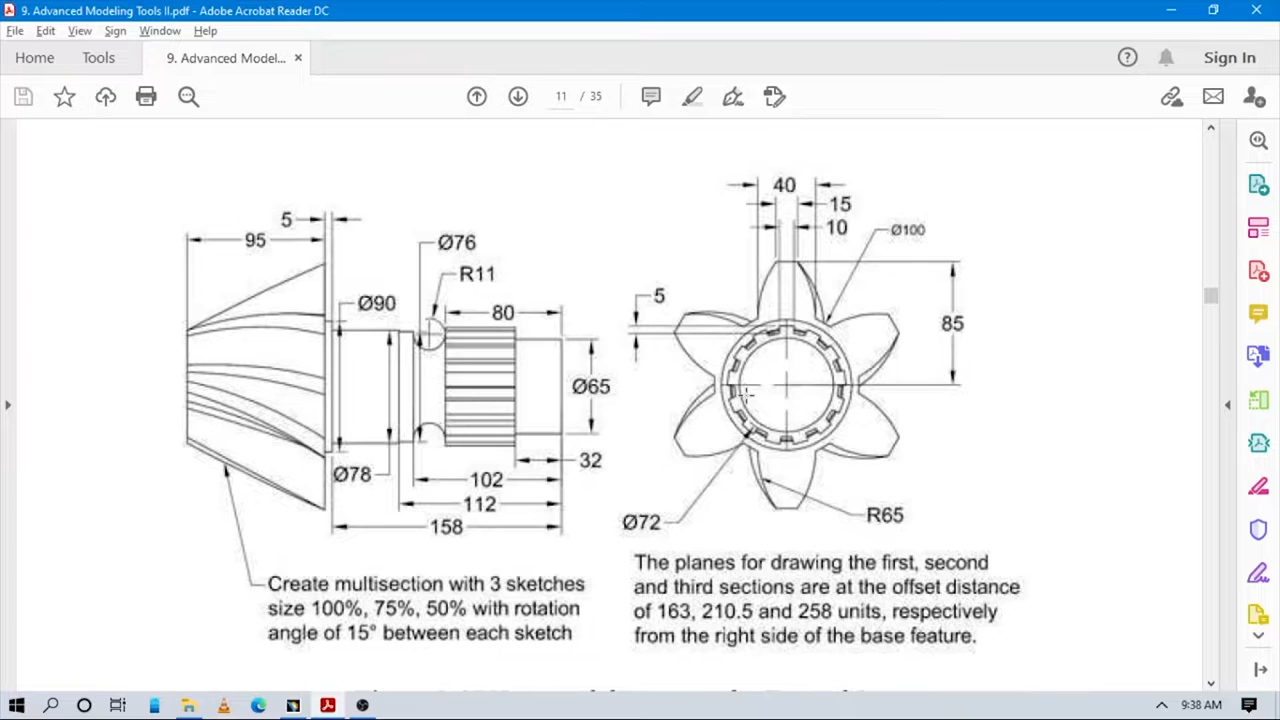 9. Advanced Modeling Tools II.pdf - Adobe Acrobat Reader DC
File Edit View Sign Window Help
Home Tools 9. Advanced Model... × Sign In
11 / 35
5
95
Ø76
R11
Ø90
80
Ø65
Ø78
32
102
112
158
40
15
10
Ø100
5
85
Ø72
R65
Create multisection with 3 sketches
size 100%, 75%, 50% with rotation
angle of 15° between each sketch
The planes for drawing the first, second
and third sections are at the offset distance
of 163, 210.5 and 258 units, respectively
from the right side of the base feature.
9:38 AM